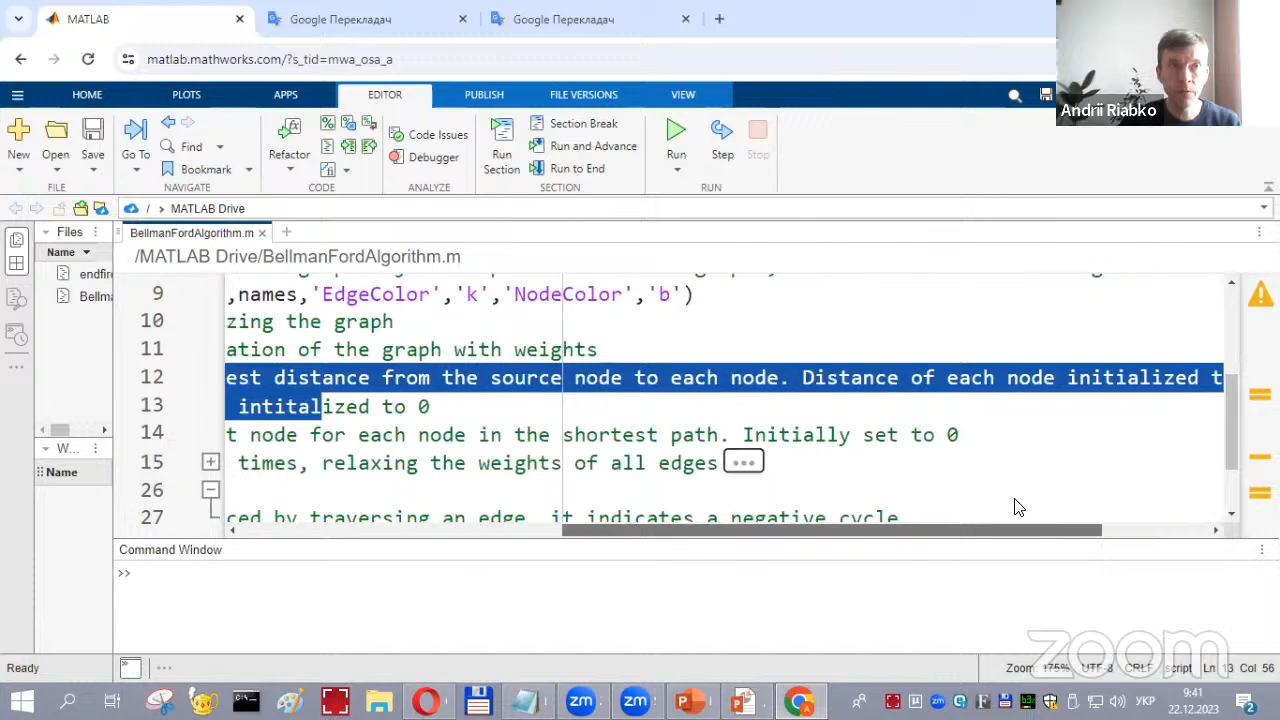 MATLAB
Google Перекладач
Google Перекладач
matlab.mathworks.com/?s_tid=mwa_osa_a
Andrii Riabko
HOME PLOTS APPS EDITOR PUBLISH FILE VERSIONS VIEW
New Open Save Go To Find Bookmark Refactor Code Issues Debugger Run Section Section Break Run and Advance Run to End Run Step Stop
FILE NAVIGATE CODE ANALYZE SECTION RUN
/ MATLAB Drive
Files
BellmanFordAlgorithm.m
Name
/MATLAB Drive/BellmanFordAlgorithm.m
endfire
Bellma
9 ,names,'EdgeColor','k','NodeColor','b')
10 zing the graph
11 ation of the graph with weights
12 est distance from the source node to each node. Distance of each node initialized t
13 intitalized to 0
14 t node for each node in the shortest path. Initially set to 0
15 times, relaxing the weights of all edges ...
26
27 ced by traversing an edge, it indicates a negative cycle
W...
Name
Command Window
>>
zoom
Ready
Zoom: 175% UTF-8 CRLF script Ln 13 Col 56
УКР
9:41
22.12.2023
2